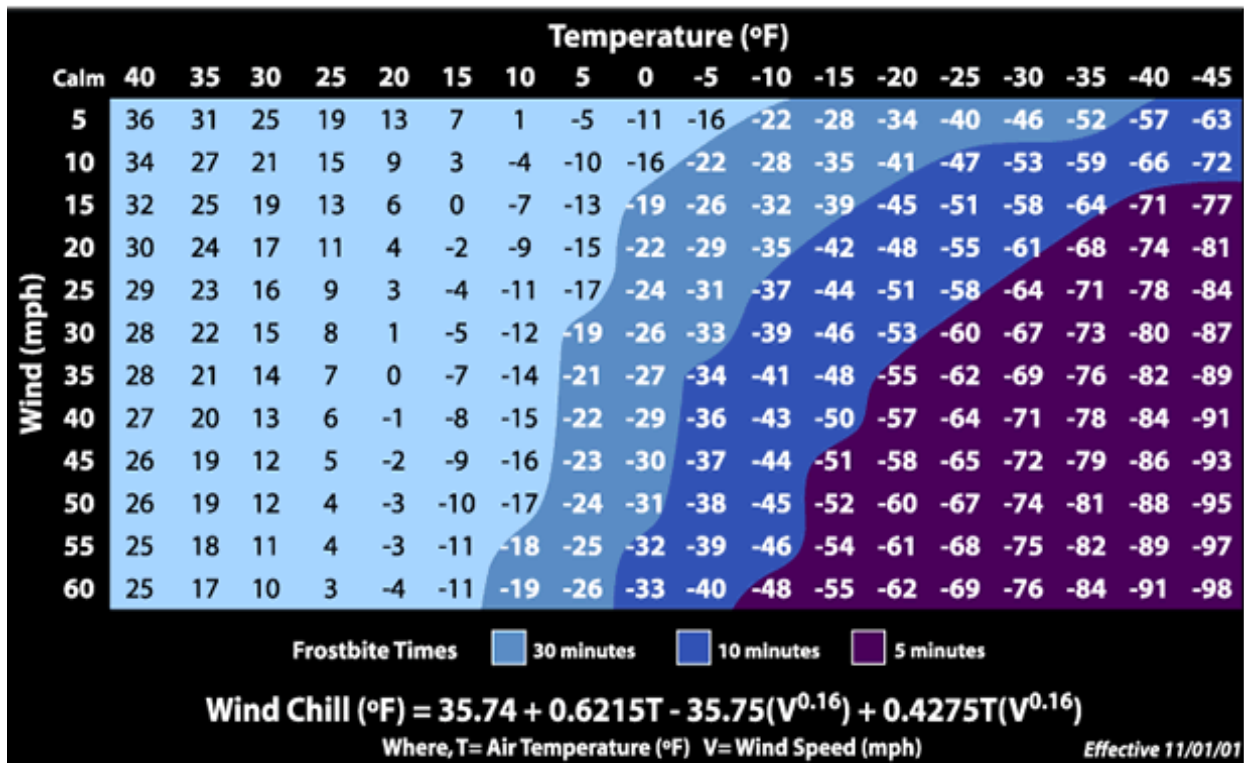 Temperature (ºF)
Calm 40 35 30 25 20 15 10 5 0 -5 -10 -15 -20 -25 -30 -35 -40 -45
5 36 31 25 19 13 7 1 -5 -11 -16 -22 -28 -34 -40 -46 -52 -57 -63
10 34 27 21 15 9 3 -4 -10 -16 -22 -28 -35 -41 -47 -53 -59 -66 -72
15 32 25 19 13 6 0 -7 -13 -19 -26 -32 -39 -45 -51 -58 -64 -71 -77
20 30 24 17 11 4 -2 -9 -15 -22 -29 -35 -42 -48 -55 -61 -68 -74 -81
25 29 23 16 9 3 -4 -11 -17 -24 -31 -37 -44 -51 -58 -64 -71 -78 -84
30 28 22 15 8 1 -5 -12 -19 -26 -33 -39 -46 -53 -60 -67 -73 -80 -87
35 28 21 14 7 0 -7 -14 -21 -27 -34 -41 -48 -55 -62 -69 -76 -82 -89
40 27 20 13 6 -1 -8 -15 -22 -29 -36 -43 -50 -57 -64 -71 -78 -84 -91
45 26 19 12 5 -2 -9 -16 -23 -30 -37 -44 -51 -58 -65 -72 -79 -86 -93
50 26 19 12 4 -3 -10 -17 -24 -31 -38 -45 -52 -60 -67 -74 -81 -88 -95
55 25 18 11 4 -3 -11 -18 -25 -32 -39 -46 -54 -61 -68 -75 -82 -89 -97
60 25 17 10 3 -4 -11 -19 -26 -33 -40 -48 -55 -62 -69 -76 -84 -91 -98
Wind (mph)
Frostbite Times 30 minutes 10 minutes 5 minutes
Wind Chill (ºF) = 35.74 + 0.6215T - 35.75(V^0.16) + 0.4275T(V^0.16)
Where, T= Air Temperature (ºF) V= Wind Speed (mph) Effective 11/01/01